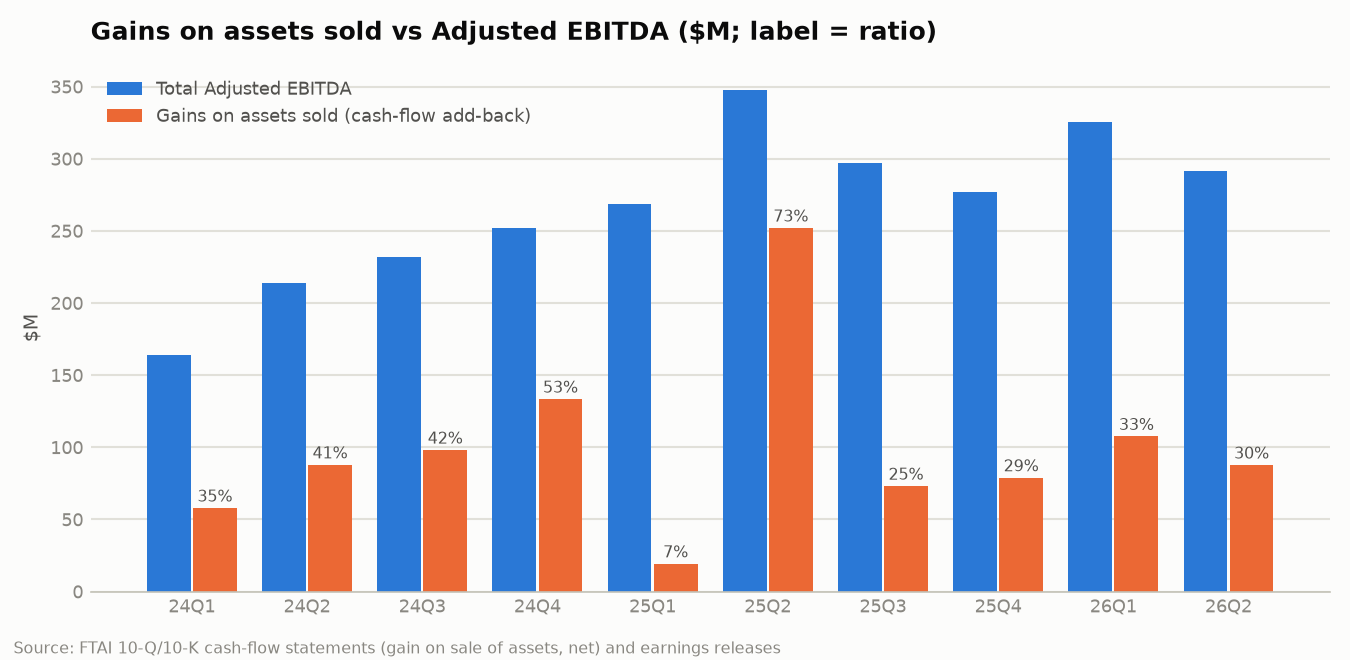 Gains on assets sold vs Adjusted EBITDA ($M; label = ratio)
Total Adjusted EBITDA
Gains on assets sold (cash-flow add-back)
$M
350
300
250
200
150
100
50
0
35%
41%
42%
53%
7%
73%
25%
29%
33%
30%
24Q1
24Q2
24Q3
24Q4
25Q1
25Q2
25Q3
25Q4
26Q1
26Q2
Source: FTAI 10-Q/10-K cash-flow statements (gain on sale of assets, net) and earnings releases